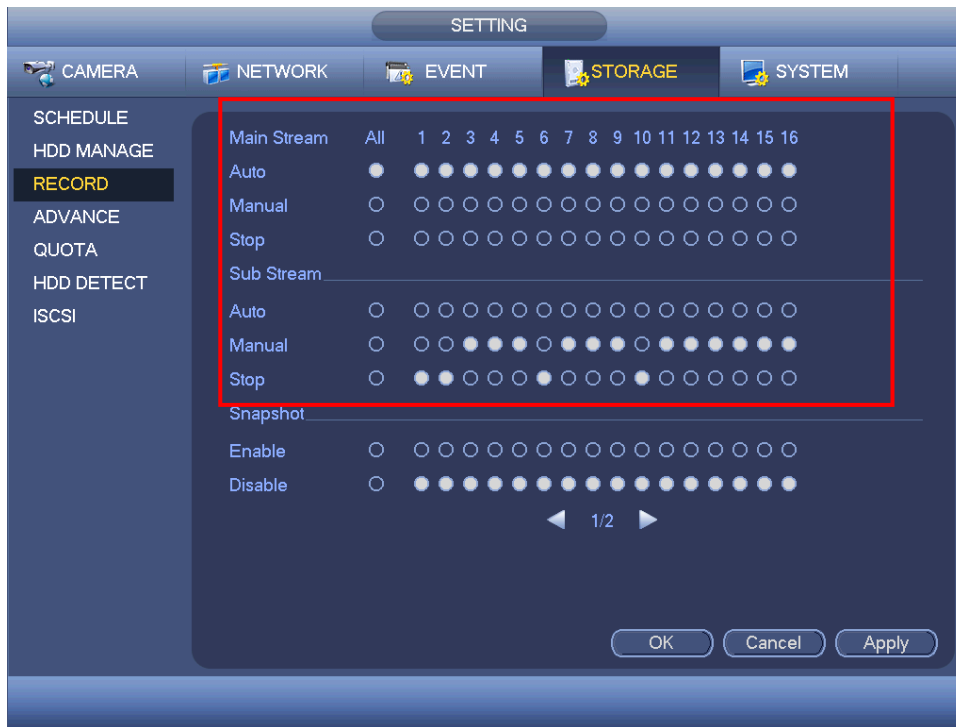 SETTING
CAMERA NETWORK EVENT STORAGE SYSTEM
SCHEDULE
HDD MANAGE
RECORD
ADVANCE
QUOTA
HDD DETECT
ISCSI
Main Stream All 1 2 3 4 5 6 7 8 9 10 11 12 13 14 15 16
Auto
Manual
Stop
Sub Stream
Auto
Manual
Stop
Snapshot
Enable
Disable
1/2
OK Cancel Apply